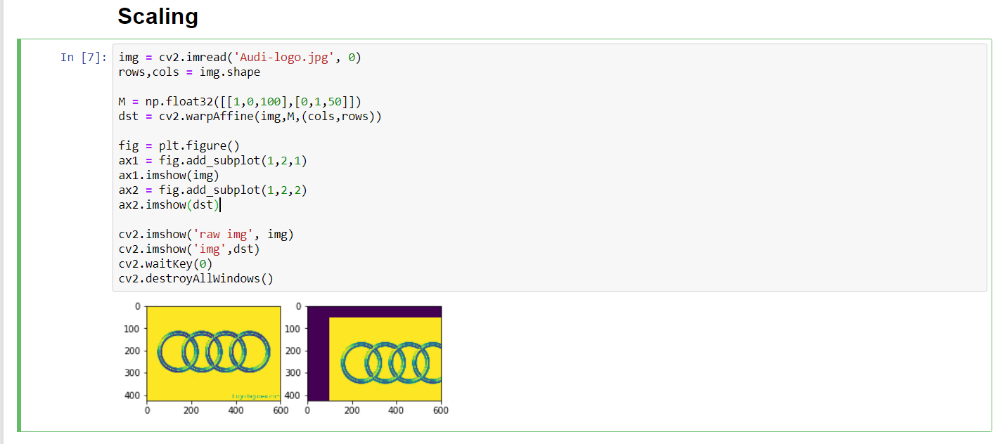 Scaling
In [7]:
img = cv2.imread('Audi-logo.jpg', 0)
rows,cols = img.shape
M = np.float32([[1,0,100],[0,1,50]])
dst = cv2.warpAffine(img,M,(cols,rows))
fig = plt.figure()
ax1 = fig.add_subplot(1,2,1)
ax1.imshow(img)
ax2 = fig.add_subplot(1,2,2)
ax2.imshow(dst)
cv2.imshow('raw img', img)
cv2.imshow('img',dst)
cv2.waitKey(0)
cv2.destroyAllWindows()
0
100
200
300
400
0 200 400 600
0
100
200
300
400
0 200 400 600